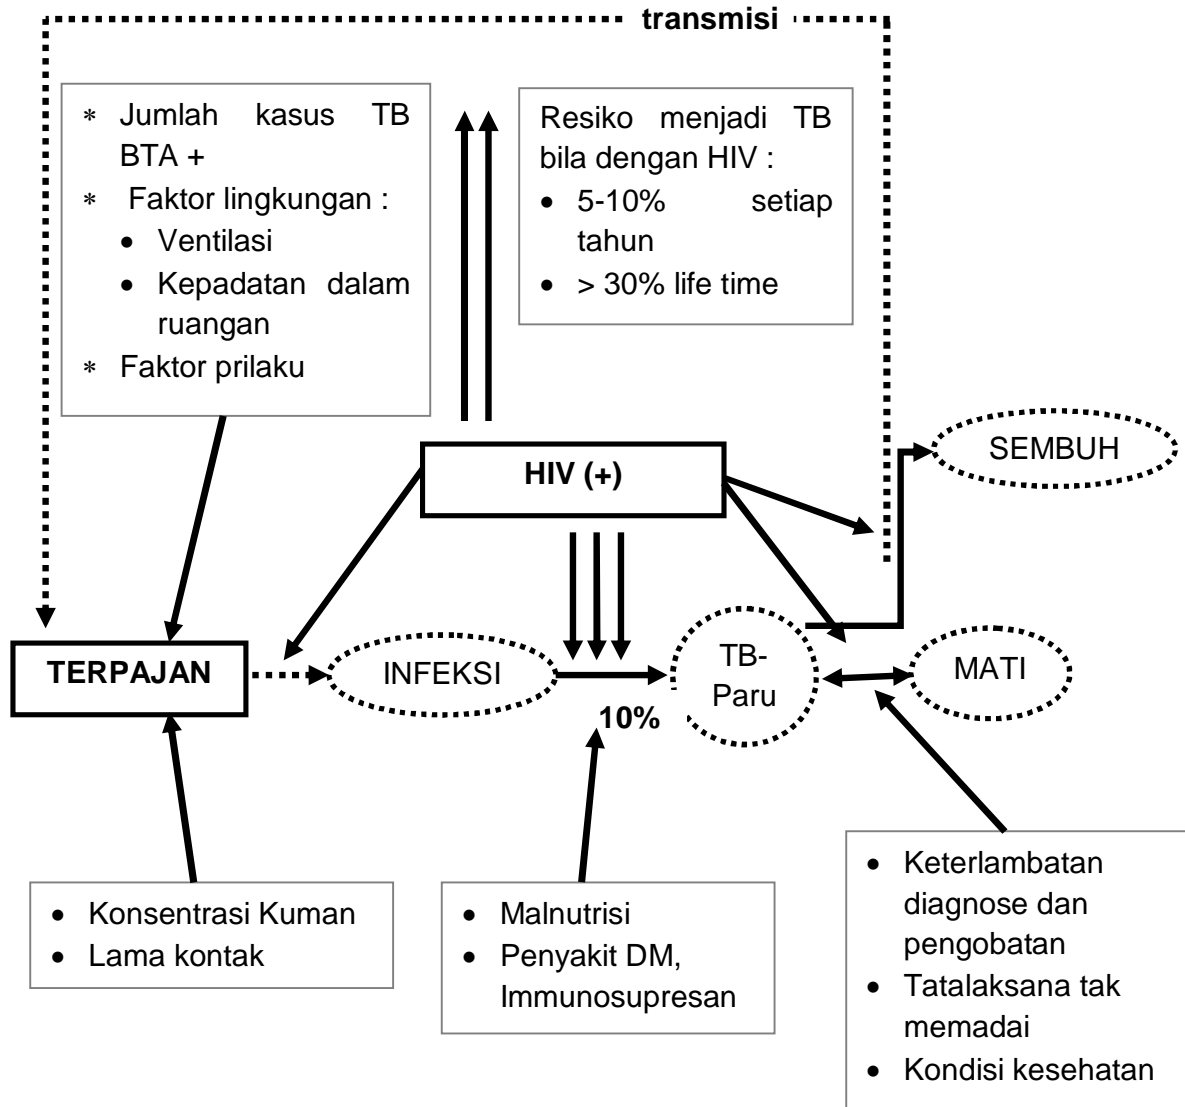 transmisi
∗ Jumlah kasus TB
BTA +
∗ Faktor lingkungan :
• Ventilasi
• Kepadatan dalam
ruangan
∗ Faktor prilaku
Resiko menjadi TB
bila dengan HIV :
• 5-10% setiap
tahun
• > 30% life time
SEMBUH
HIV (+)
TERPAJAN
INFEKSI
TB-
Paru
MATI
10%
• Konsentrasi Kuman
• Lama kontak
• Malnutrisi
• Penyakit DM,
Immunosupresan
• Keterlambatan
diagnose dan
pengobatan
• Tatalaksana tak
memadai
• Kondisi kesehatan